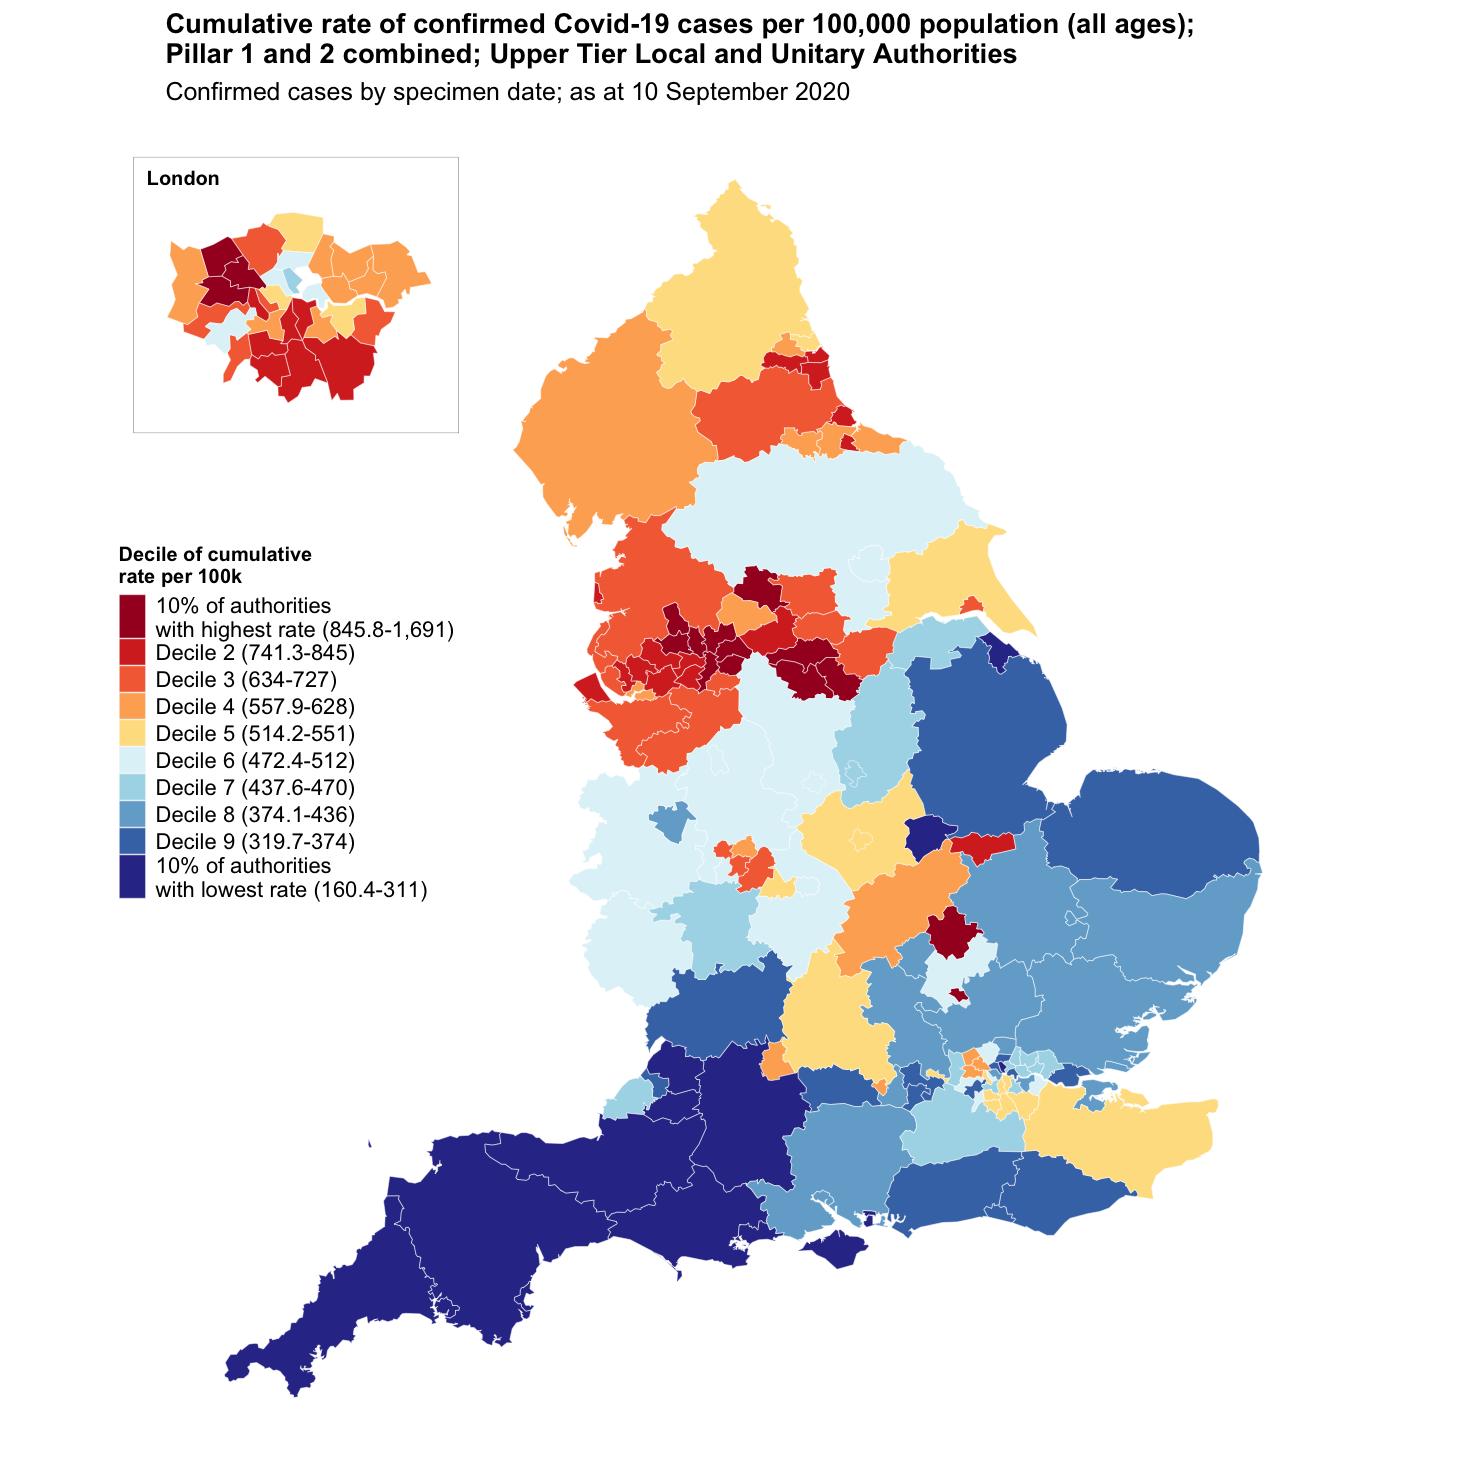 Cumulative rate of confirmed Covid-19 cases per 100,000 population (all ages);
Pillar 1 and 2 combined; Upper Tier Local and Unitary Authorities
Confirmed cases by specimen date; as at 10 September 2020
London
Decile of cumulative
rate per 100k
10% of authorities
with highest rate (845.8-1,691)
Decile 2 (741.3-845)
Decile 3 (634-727)
Decile 4 (557.9-628)
Decile 5 (514.2-551)
Decile 6 (472.4-512)
Decile 7 (437.6-470)
Decile 8 (374.1-436)
Decile 9 (319.7-374)
10% of authorities
with lowest rate (160.4-311)